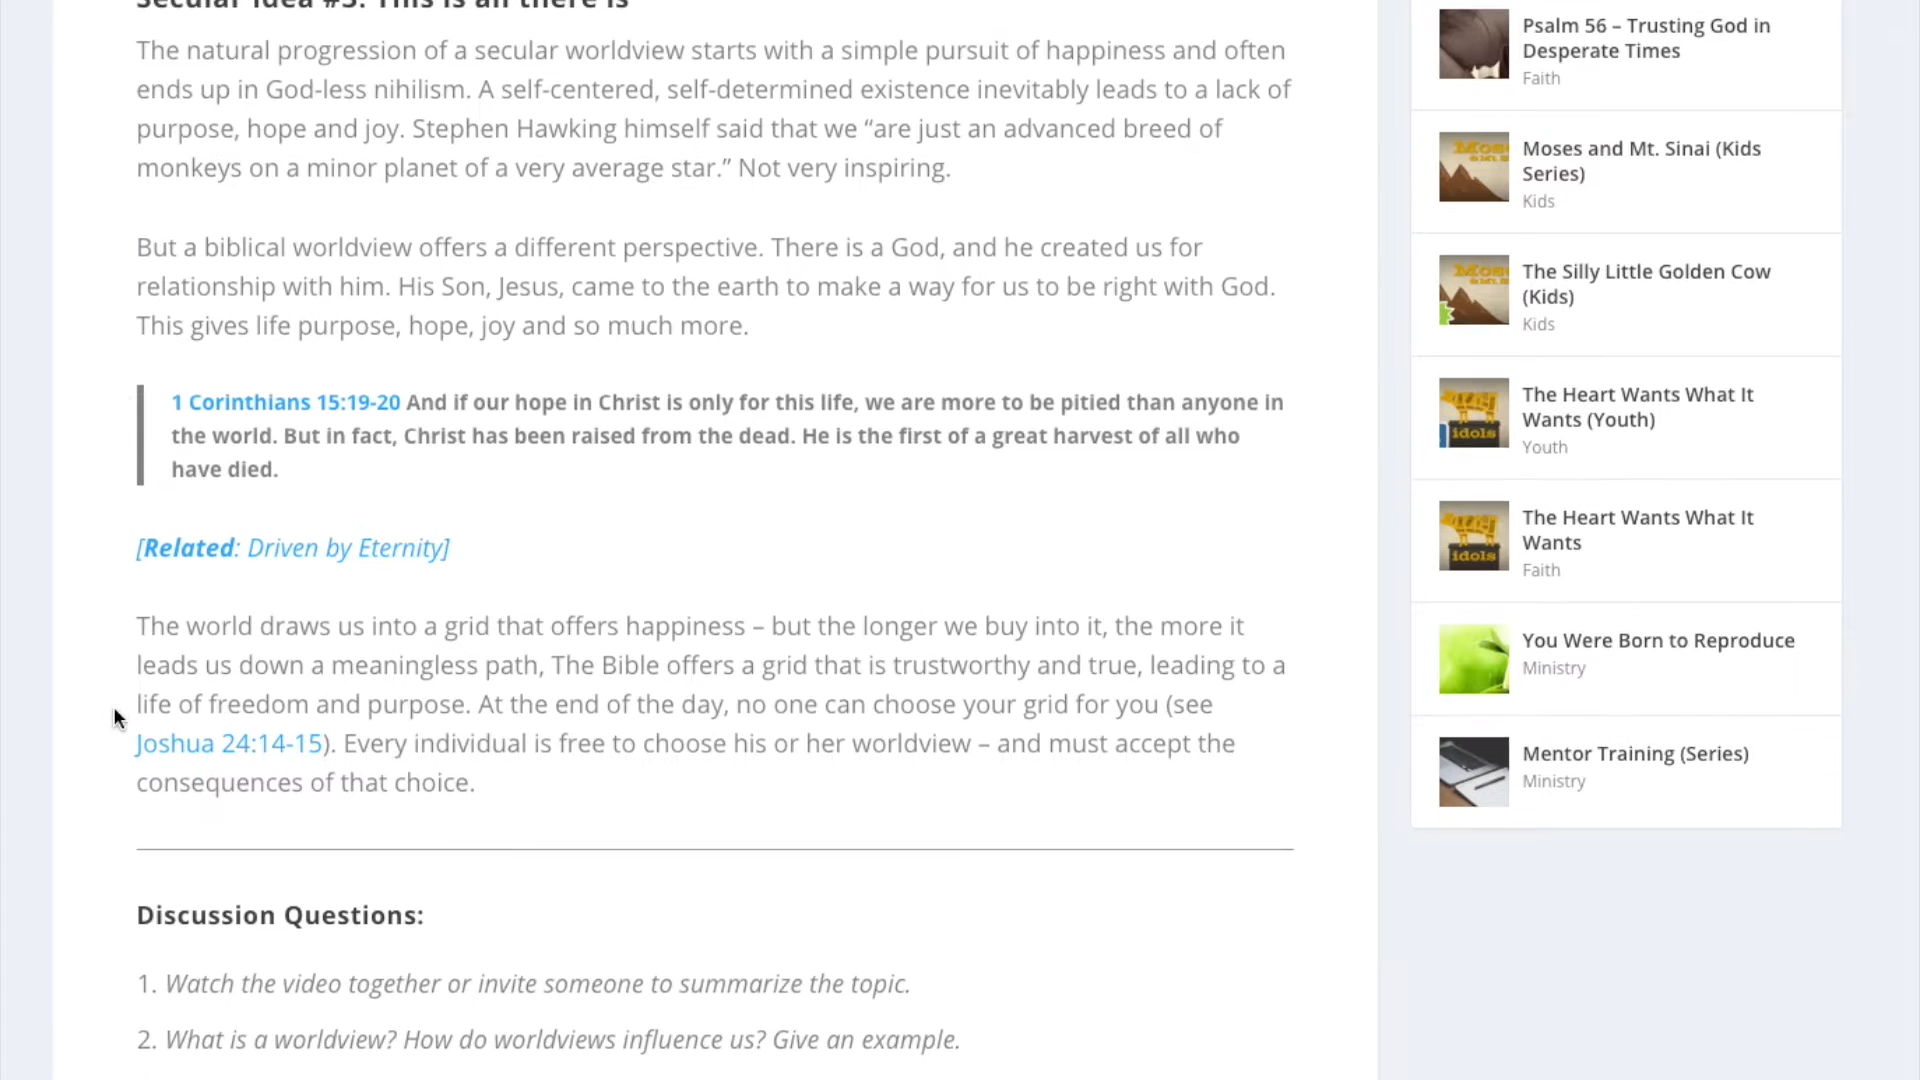 Secular Idea #3: This is all there is
The natural progression of a secular worldview starts with a simple pursuit of happiness and often
ends up in God-less nihilism. A self-centered, self-determined existence inevitably leads to a lack of
purpose, hope and joy. Stephen Hawking himself said that we “are just an advanced breed of
monkeys on a minor planet of a very average star.” Not very inspiring.
But a biblical worldview offers a different perspective. There is a God, and he created us for
relationship with him. His Son, Jesus, came to the earth to make a way for us to be right with God.
This gives life purpose, hope, joy and so much more.
1 Corinthians 15:19-20 And if our hope in Christ is only for this life, we are more to be pitied than anyone in
the world. But in fact, Christ has been raised from the dead. He is the first of a great harvest of all who
have died.
[Related: Driven by Eternity]
The world draws us into a grid that offers happiness – but the longer we buy into it, the more it
leads us down a meaningless path, The Bible offers a grid that is trustworthy and true, leading to a
life of freedom and purpose. At the end of the day, no one can choose your grid for you (see
Joshua 24:14-15). Every individual is free to choose his or her worldview – and must accept the
consequences of that choice.
Discussion Questions:
1. Watch the video together or invite someone to summarize the topic.
2. What is a worldview? How do worldviews influence us? Give an example.
Psalm 56 – Trusting God in
Desperate Times
Faith
Moses and Mt. Sinai (Kids
Series)
Kids
The Silly Little Golden Cow
(Kids)
Kids
idols
The Heart Wants What It
Wants (Youth)
Youth
idols
The Heart Wants What It
Wants
Faith
You Were Born to Reproduce
Ministry
Mentor Training (Series)
Ministry